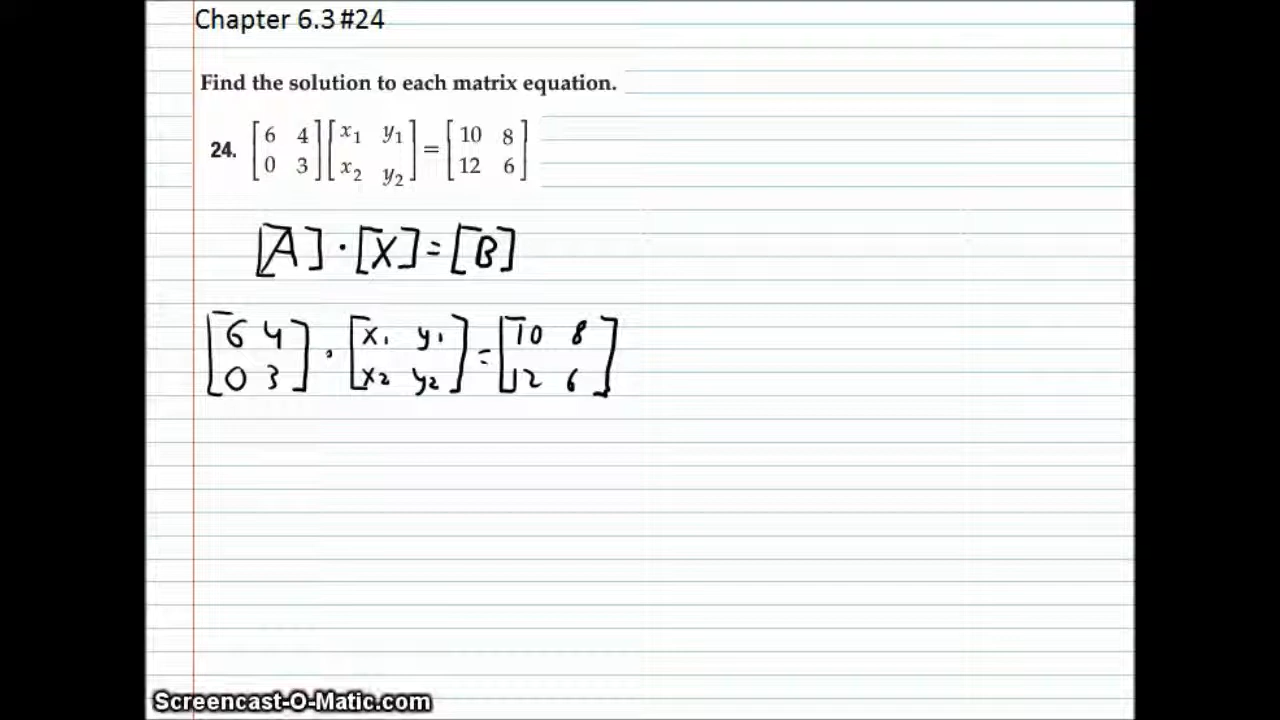 Chapter 6.3 #24
Find the solution to each matrix equation.
24. [6 4] [x₁ y₁] = [10 8]
[0 3] [x₂ y₂] [12 6]
[A] · [X] = [B]
[6 4] · [x₁ y₁] = [10 8]
[0 3] [x₂ y₂] [12 6]
Screencast-O-Matic.com